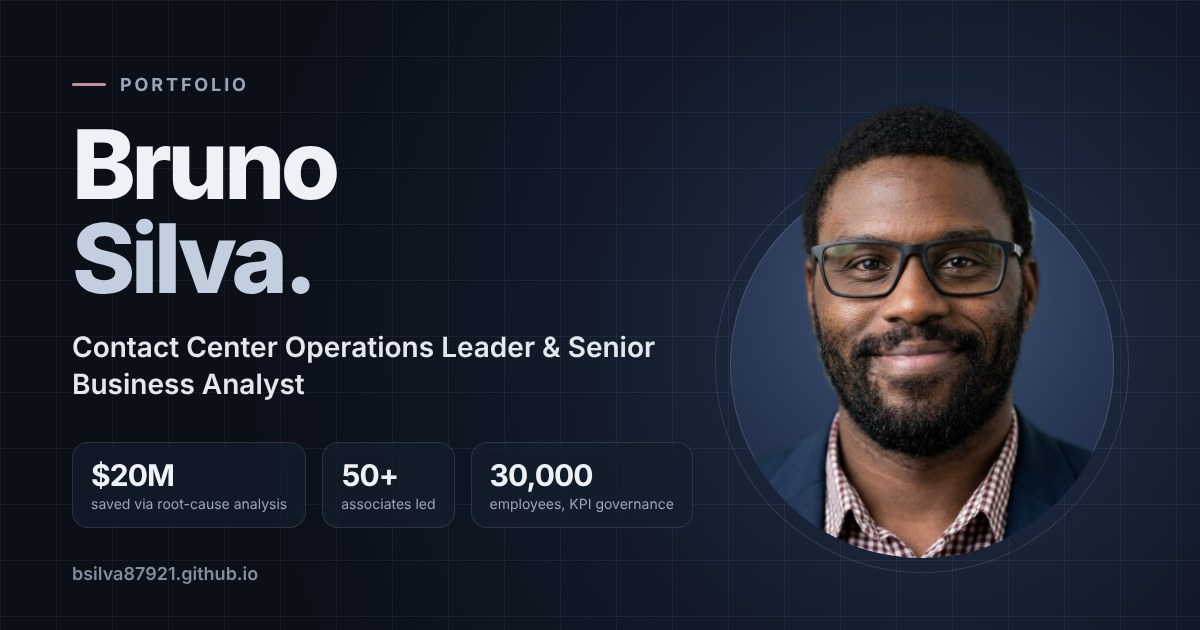 PORTFOLIO
Bruno
Silva.
Contact Center Operations Leader & Senior
Business Analyst
$20M
saved via root-cause analysis
50+
associates led
30,000
employees, KPI governance
bsilva87921.github.io